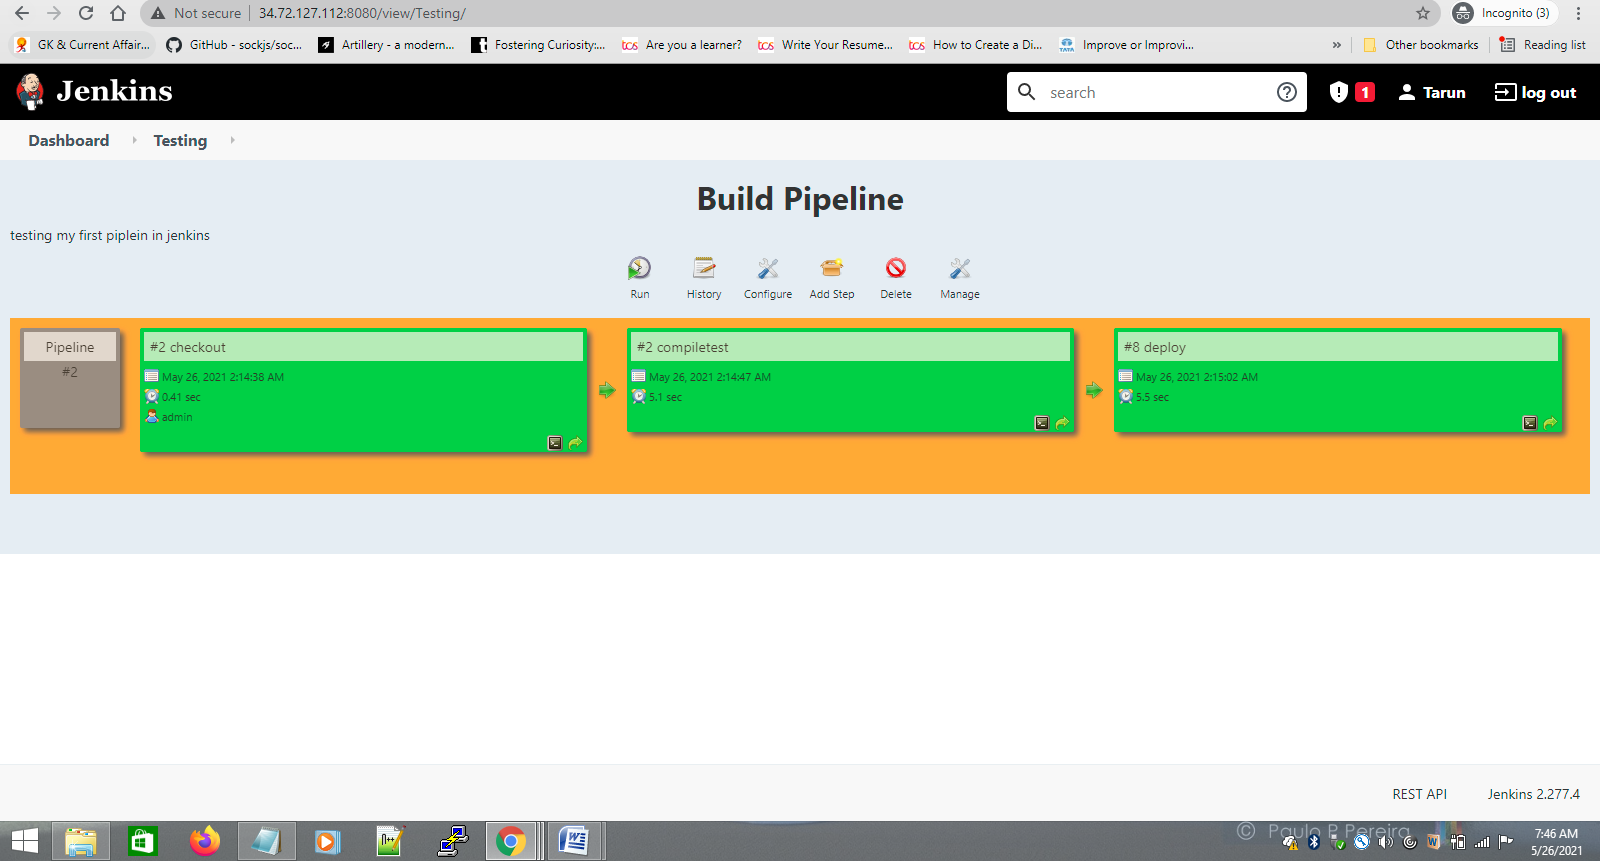 Not secure | 34.72.127.112:8080/view/Testing/
Incognito (3)
GK & Current Affair...
GitHub - sockjs/soc...
Artillery - a modern...
Fostering Curiosity:...
Are you a learner?
Write Your Resume...
How to Create a Di...
Improve or Improvi...
»
Other bookmarks
Reading list
Jenkins
search
1
Tarun
log out
Dashboard
Testing
Build Pipeline
testing my first piplein in jenkins
Run
History
Configure
Add Step
Delete
Manage
Pipeline
#2
#2 checkout
May 26, 2021 2:14:38 AM
0.41 sec
admin
#2 compiletest
May 26, 2021 2:14:47 AM
5.1 sec
#8 deploy
May 26, 2021 2:15:02 AM
5.5 sec
REST API
Jenkins 2.277.4
© Paulo P Pereira
7:46 AM
5/26/2021